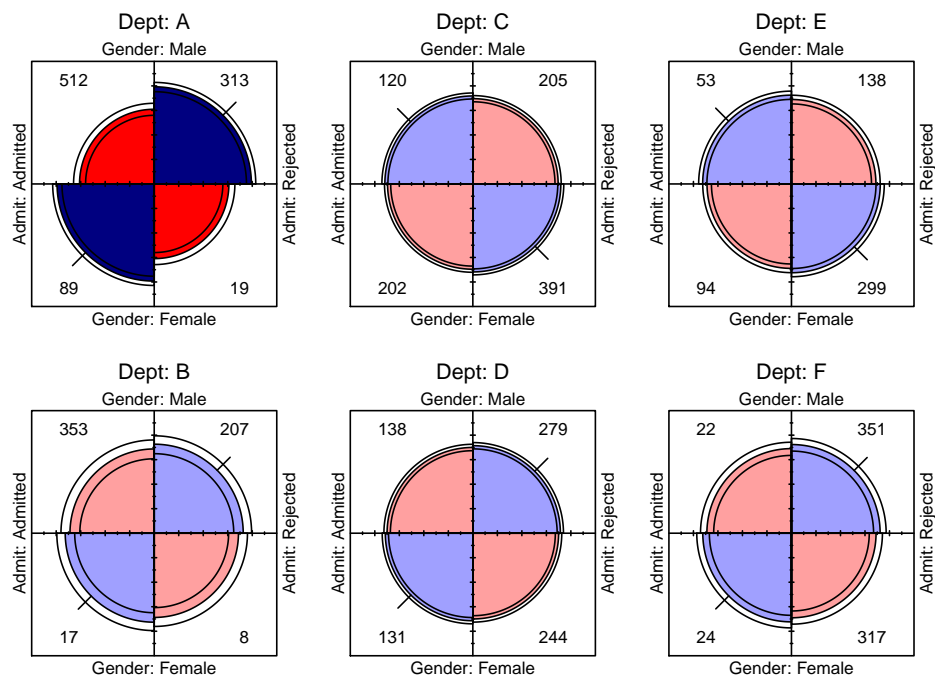 Dept: A
Gender: Male
512 313
Admit: Admitted
Admit: Rejected
89 19
Gender: Female
Dept: C
Gender: Male
120 205
Admit: Admitted
Admit: Rejected
202 391
Gender: Female
Dept: E
Gender: Male
53 138
Admit: Admitted
Admit: Rejected
94 299
Gender: Female
Dept: B
Gender: Male
353 207
Admit: Admitted
Admit: Rejected
17 8
Gender: Female
Dept: D
Gender: Male
138 279
Admit: Admitted
Admit: Rejected
131 244
Gender: Female
Dept: F
Gender: Male
22 351
Admit: Admitted
Admit: Rejected
24 317
Gender: Female